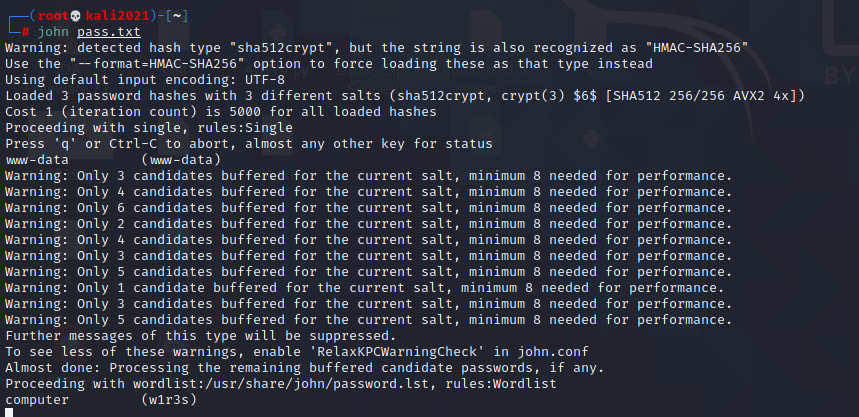 ┌──(root💀kali2021)-[~]
└─# john pass.txt
Warning: detected hash type "sha512crypt", but the string is also recognized as "HMAC-SHA256"
Use the "--format=HMAC-SHA256" option to force loading these as that type instead
Using default input encoding: UTF-8
Loaded 3 password hashes with 3 different salts (sha512crypt, crypt(3) $6$ [SHA512 256/256 AVX2 4x])
Cost 1 (iteration count) is 5000 for all loaded hashes
Proceeding with single, rules:Single
Press 'q' or Ctrl-C to abort, almost any other key for status
www-data         (www-data)
Warning: Only 3 candidates buffered for the current salt, minimum 8 needed for performance.
Warning: Only 4 candidates buffered for the current salt, minimum 8 needed for performance.
Warning: Only 6 candidates buffered for the current salt, minimum 8 needed for performance.
Warning: Only 2 candidates buffered for the current salt, minimum 8 needed for performance.
Warning: Only 4 candidates buffered for the current salt, minimum 8 needed for performance.
Warning: Only 3 candidates buffered for the current salt, minimum 8 needed for performance.
Warning: Only 5 candidates buffered for the current salt, minimum 8 needed for performance.
Warning: Only 1 candidate buffered for the current salt, minimum 8 needed for performance.
Warning: Only 3 candidates buffered for the current salt, minimum 8 needed for performance.
Warning: Only 5 candidates buffered for the current salt, minimum 8 needed for performance.
Further messages of this type will be suppressed.
To see less of these warnings, enable 'RelaxKPCWarningCheck' in john.conf
Almost done: Processing the remaining buffered candidate passwords, if any.
Proceeding with wordlist:/usr/share/john/password.lst, rules:Wordlist
computer         (w1r3s)